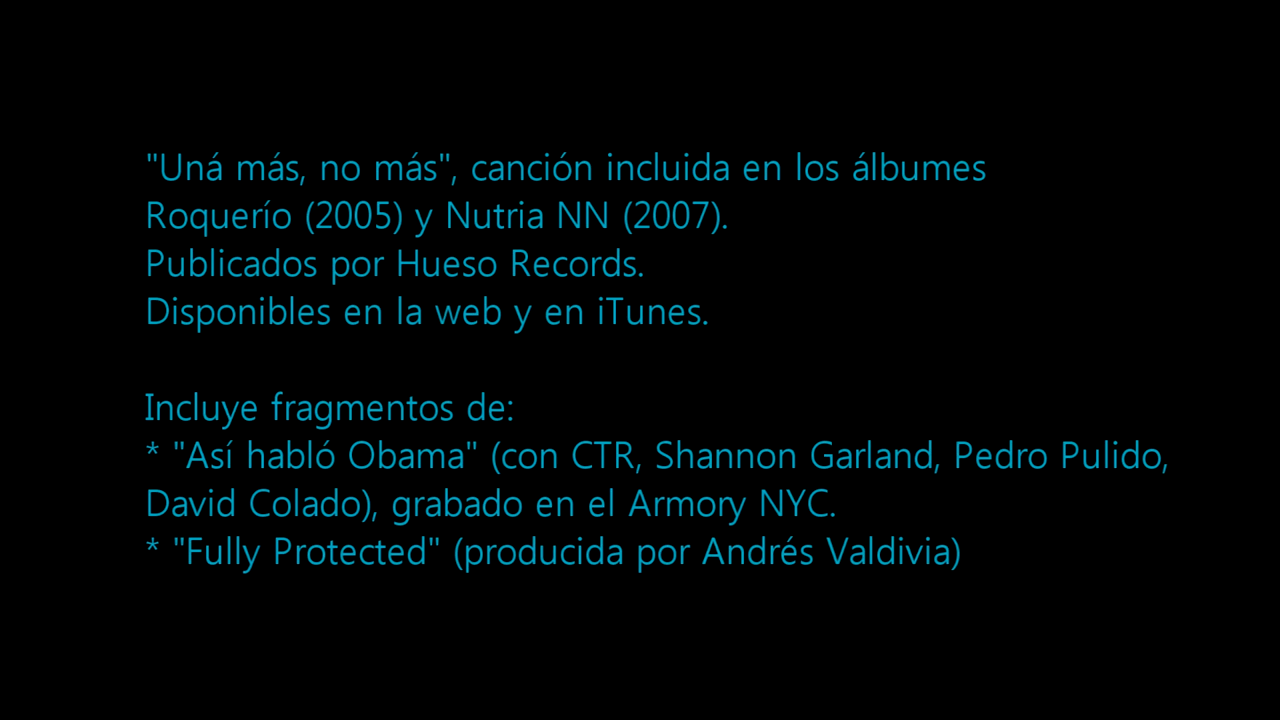 "Uná más, no más", canción incluida en los álbumes
Roquerío (2005) y Nutria NN (2007).
Publicados por Hueso Records.
Disponibles en la web y en iTunes.
Incluye fragmentos de:
* "Así habló Obama" (con CTR, Shannon Garland, Pedro Pulido,
David Colado), grabado en el Armory NYC.
* "Fully Protected" (producida por Andrés Valdivia)